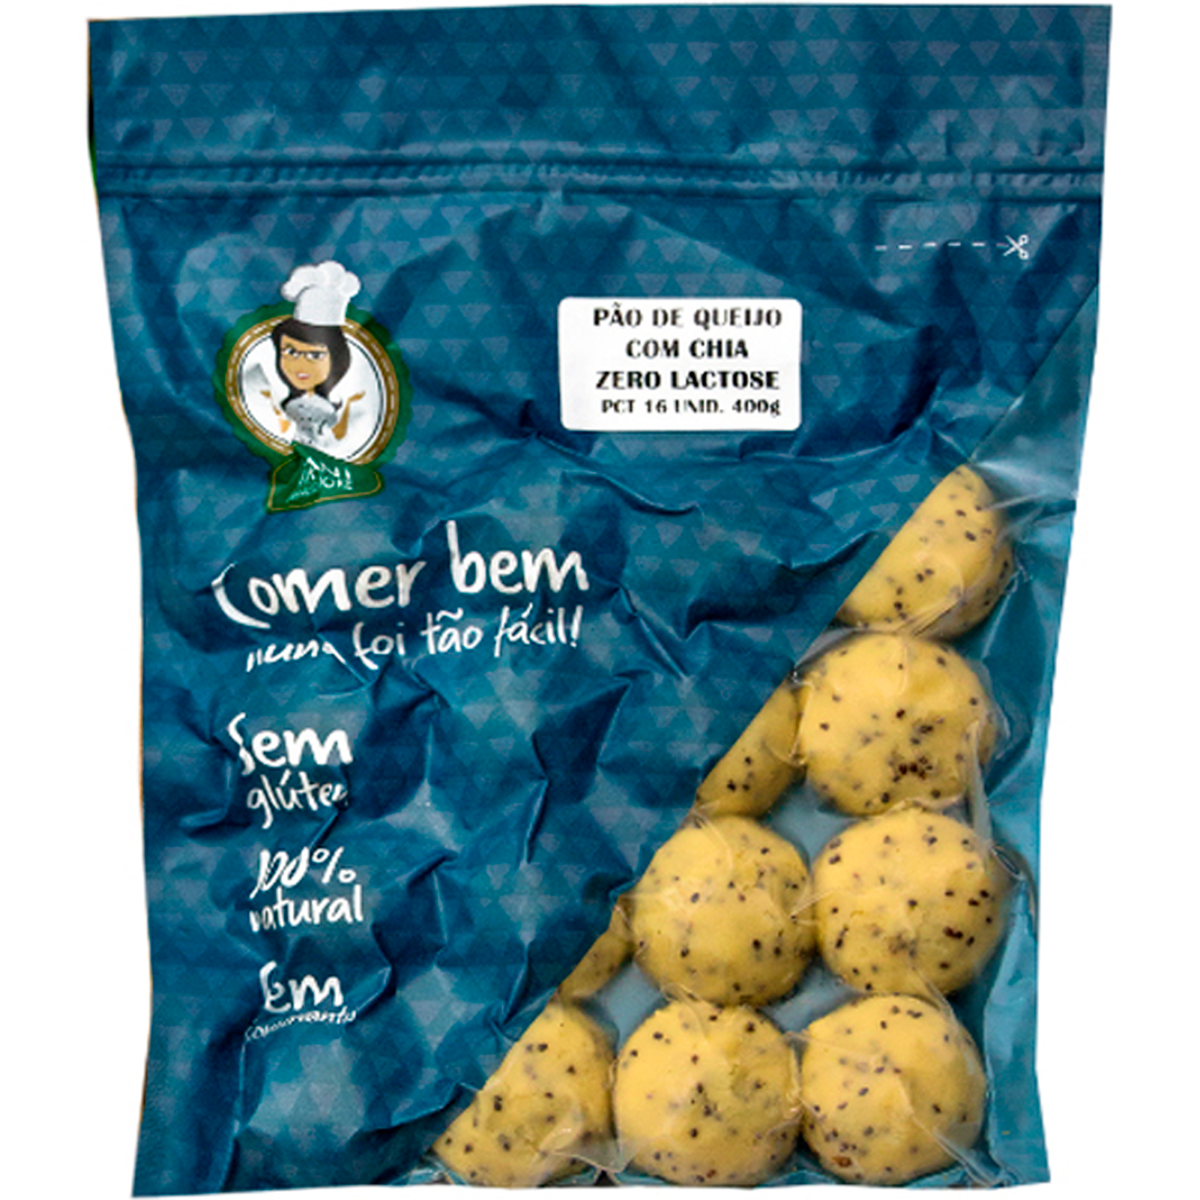 PÃO DE QUEIJO
COM CHIA
ZERO LACTOSE
PCT 16 UNID. 400g
Comer bem
nunca foi tão fácil!
Sem
glúten
100%
natural
Sem